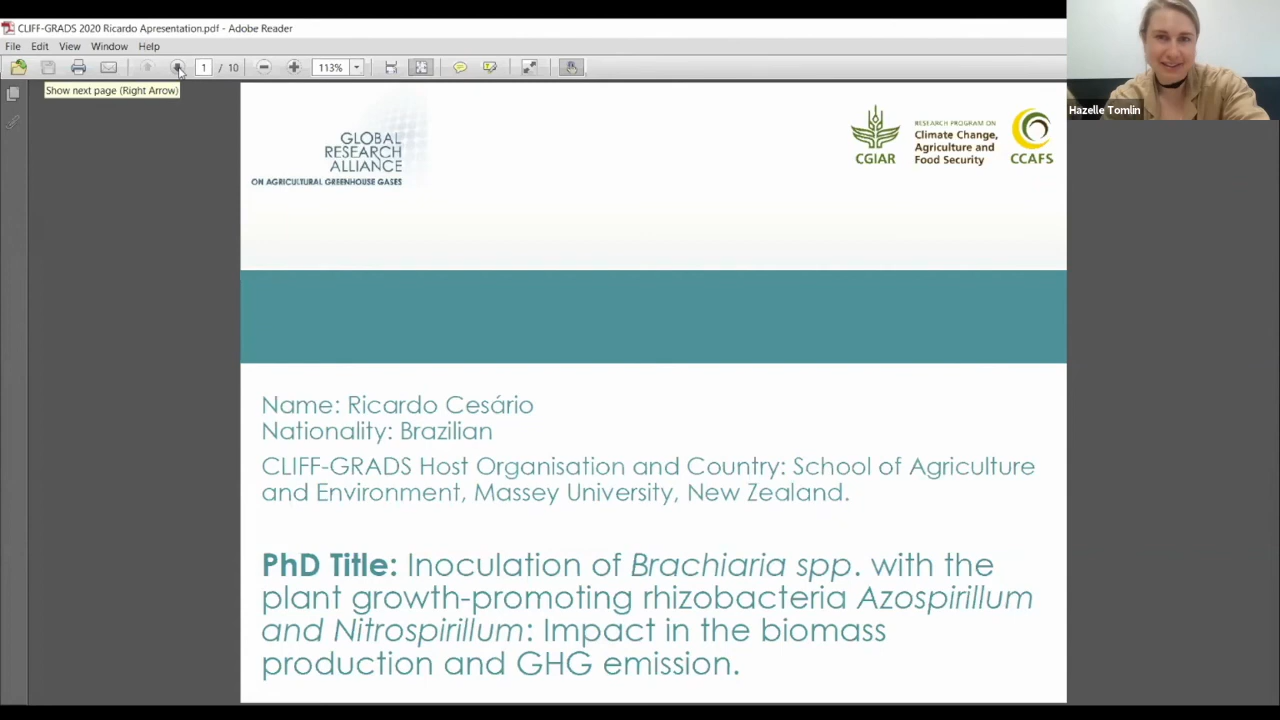 CLIFF-GRADS 2020 Ricardo Apresentation.pdf - Adobe Reader
File Edit View Window Help
1 / 10 113%
Show next page (Right Arrow)
Hazelle Tomlin
GLOBAL
RESEARCH
ALLIANCE
ON AGRICULTURAL GREENHOUSE GASES
CGIAR
RESEARCH PROGRAM ON
Climate Change,
Agriculture and
Food Security
CCAFS
Name: Ricardo Cesário
Nationality: Brazilian
CLIFF-GRADS Host Organisation and Country: School of Agriculture
and Environment, Massey University, New Zealand.
PhD Title: Inoculation of Brachiaria spp. with the
plant growth-promoting rhizobacteria Azospirillum
and Nitrospirillum: Impact in the biomass
production and GHG emission.